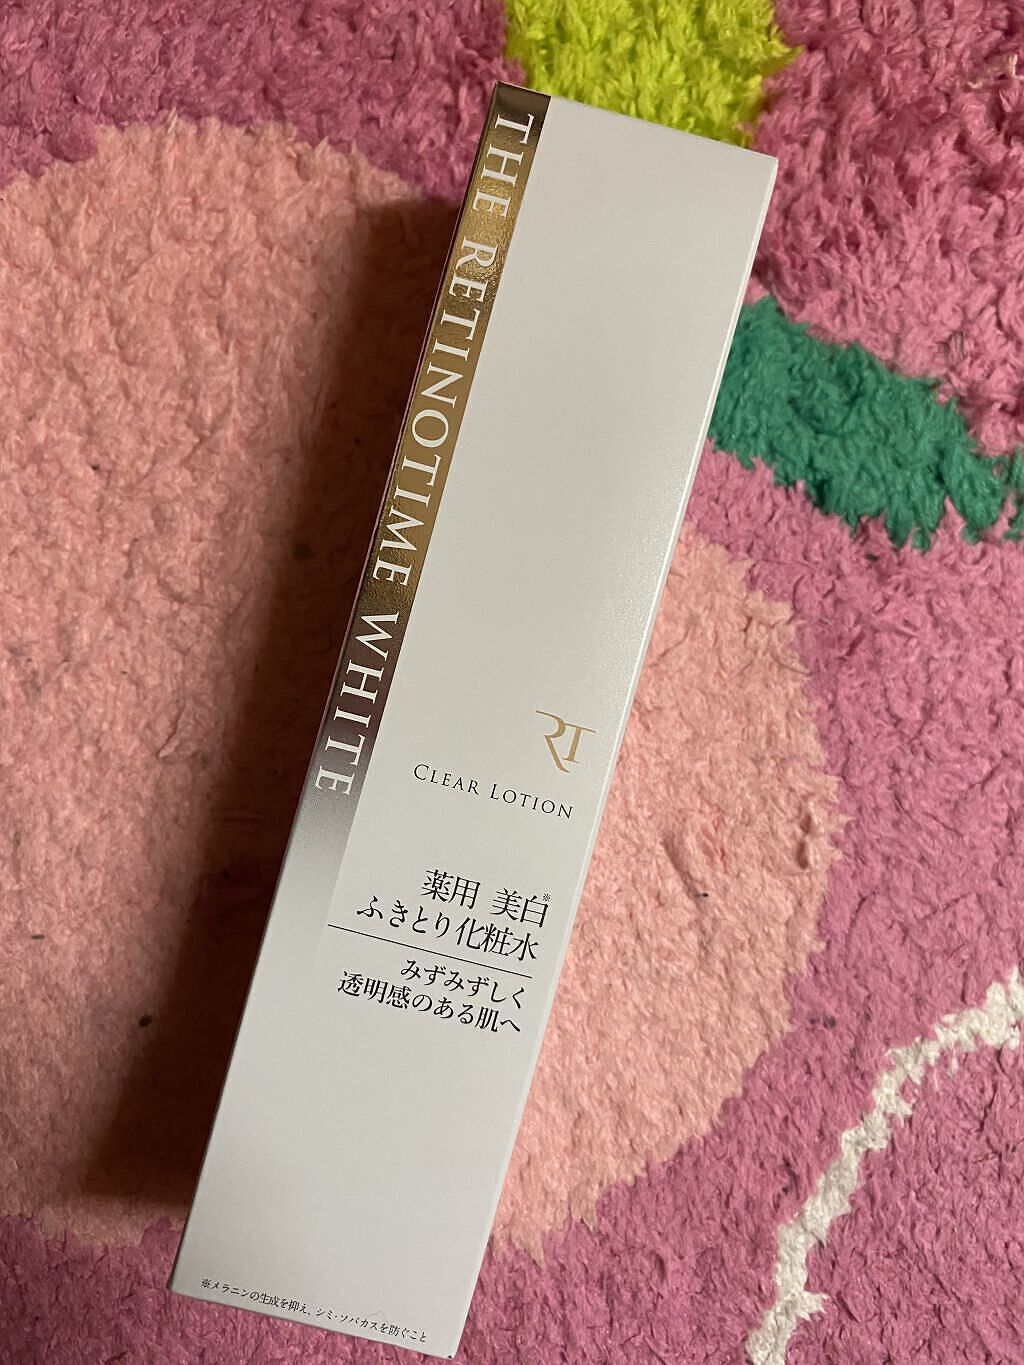 THE RETINOTIME WHITE
RT
CLEAR LOTION
薬用 美白※
ふきとり化粧水
みずみずしく
透明感のある肌へ
※メラニンの生成を抑え、シミ・ソバカスを防ぐこと